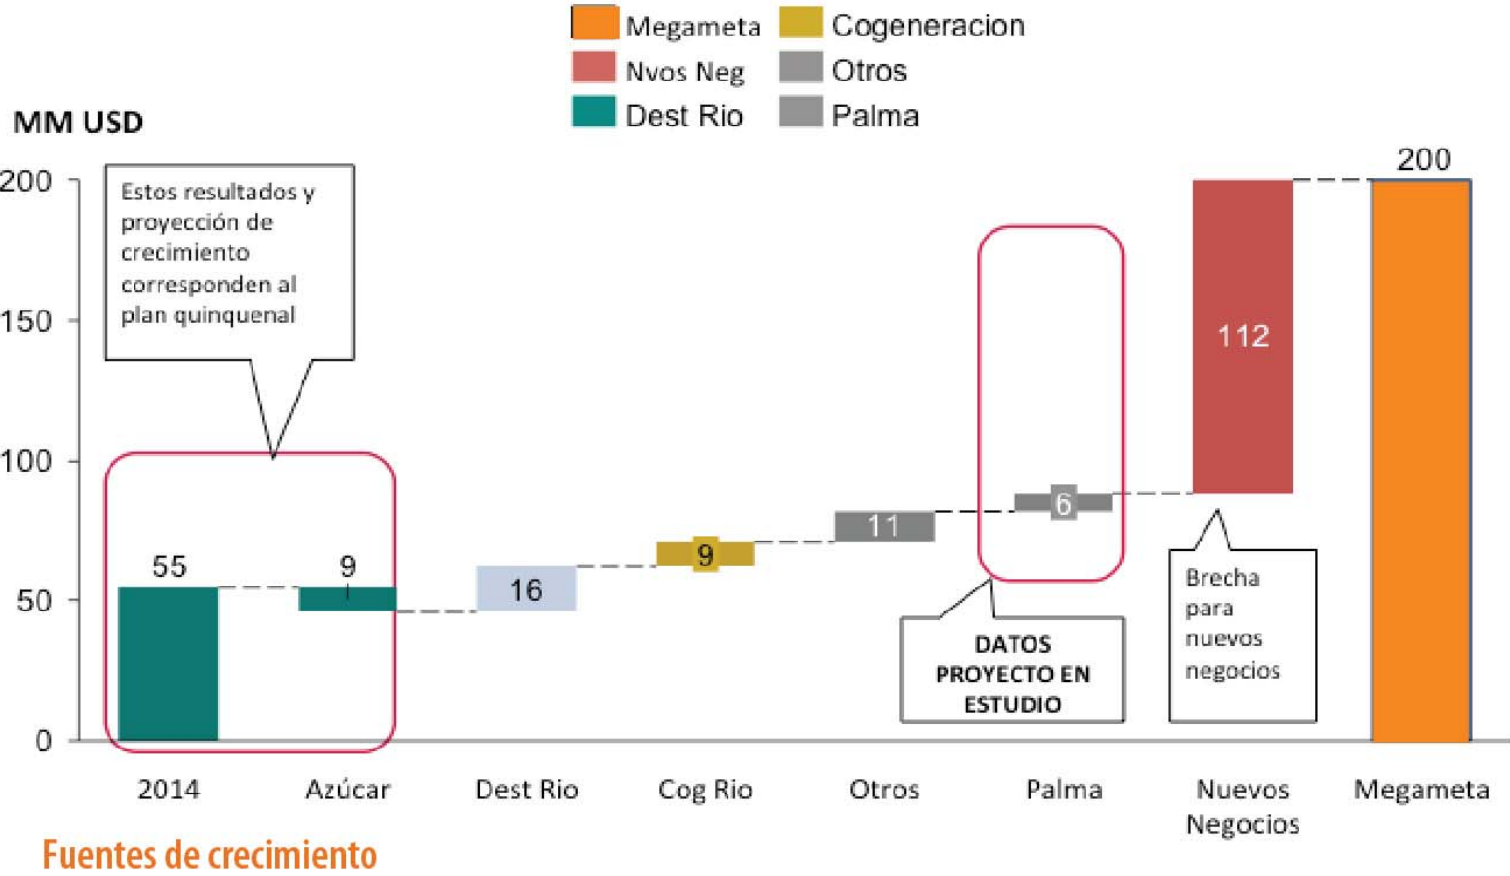 Megameta
Cogeneracion
Nvos Neg
Otros
Dest Rio
Palma
MM USD
200
150
100
50
0
Estos resultados y
proyección de
crecimiento
corresponden al
plan quinquenal
55
9
16
9
11
6
112
200
DATOS
PROYECTO EN
ESTUDIO
Brecha
para
nuevos
negocios
2014
Azúcar
Dest Rio
Cog Rio
Otros
Palma
Nuevos
Negocios
Megameta
Fuentes de crecimiento